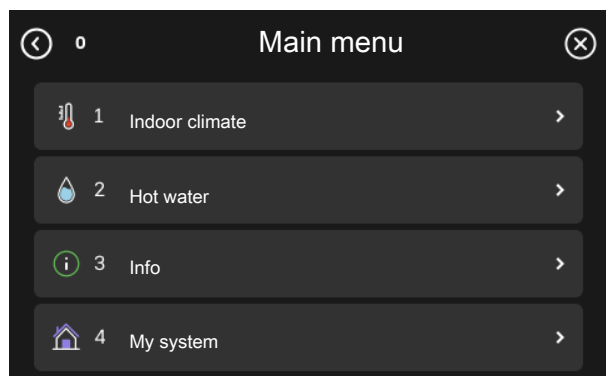 0 Main menu
1 Indoor climate
2 Hot water
3 Info
4 My system